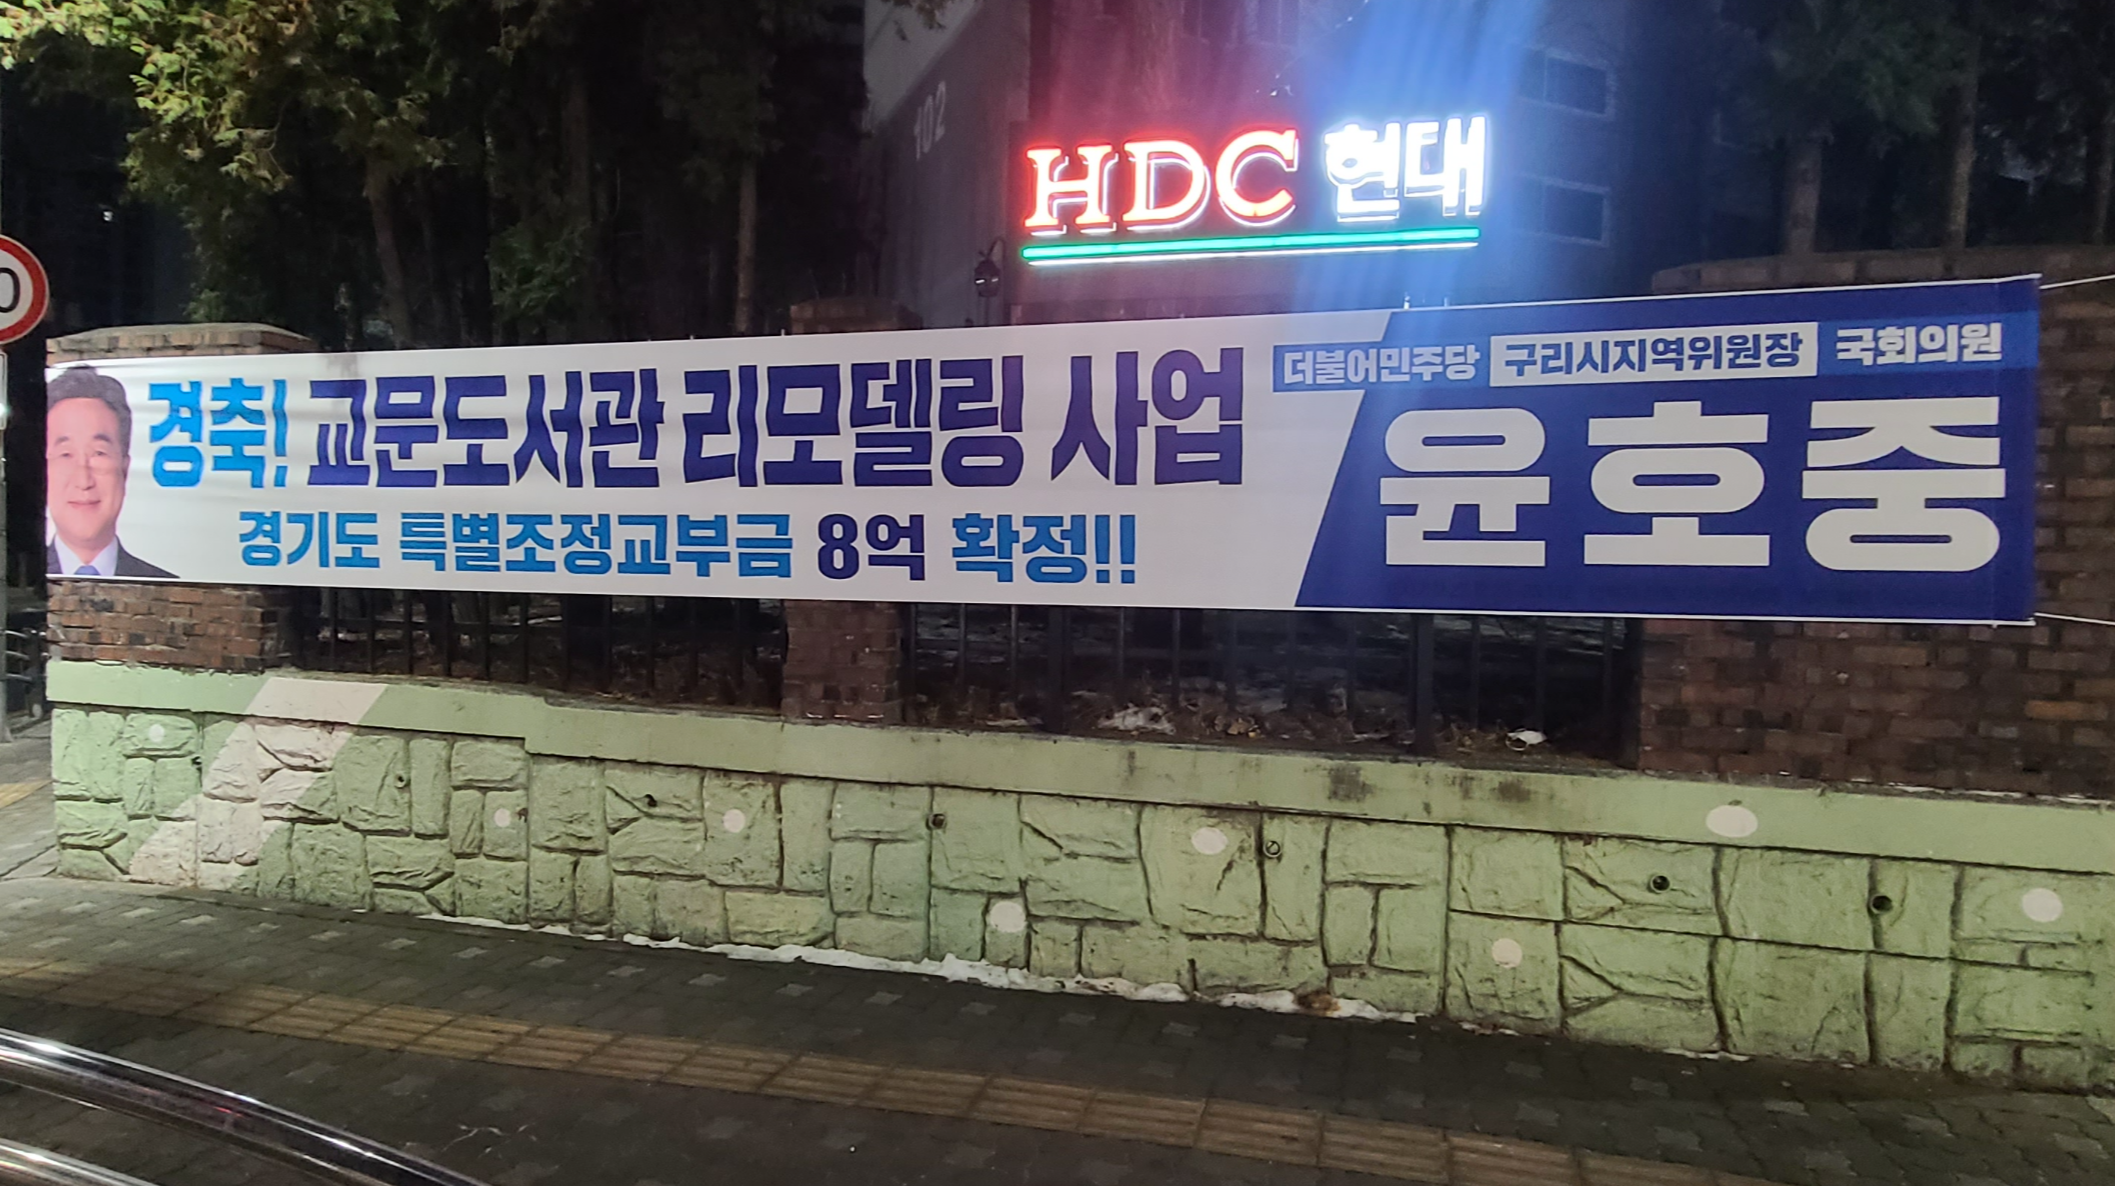 102
HDC 현대
0
경축! 교문도서관 리모델링 사업
경기도 특별조정교부금 8억 확정!!
더불어민주당 구리시지역위원장 국회의원
윤호중